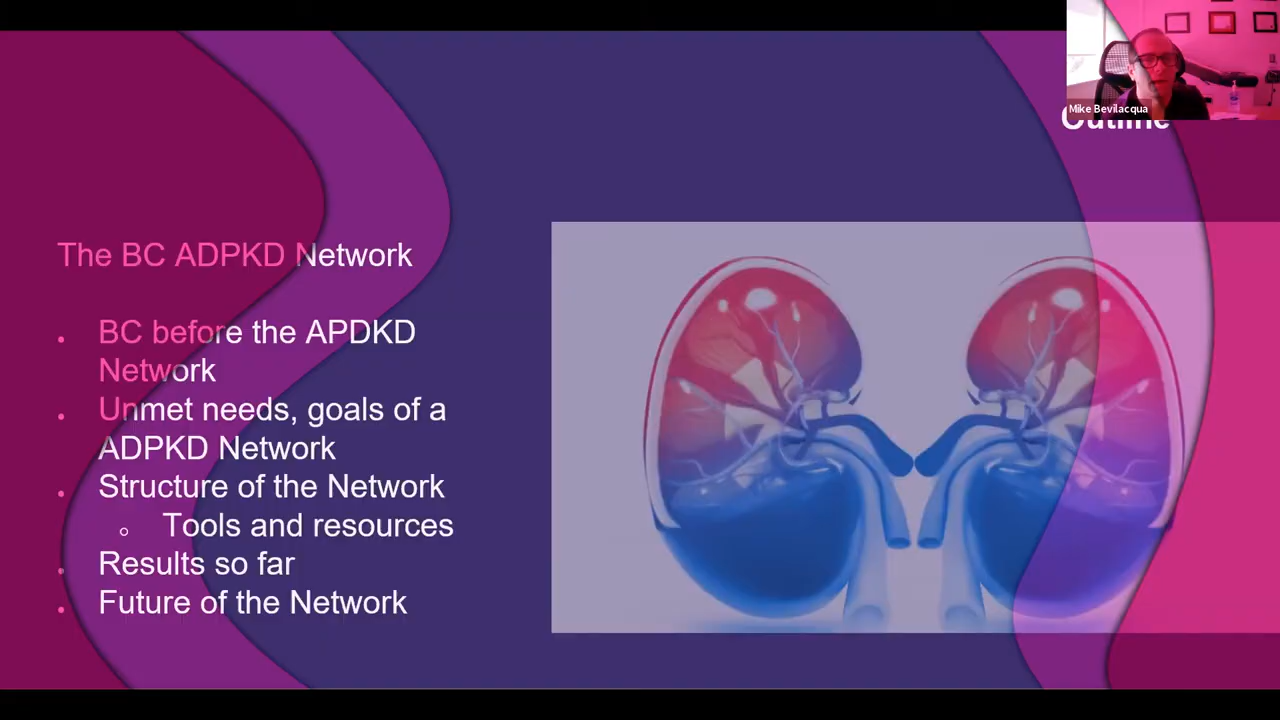 Mike Bevilacqua
Outline
The BC ADPKD Network
BC before the APDKD
Network
Unmet needs, goals of a
ADPKD Network
Structure of the Network
Tools and resources
Results so far
Future of the Network